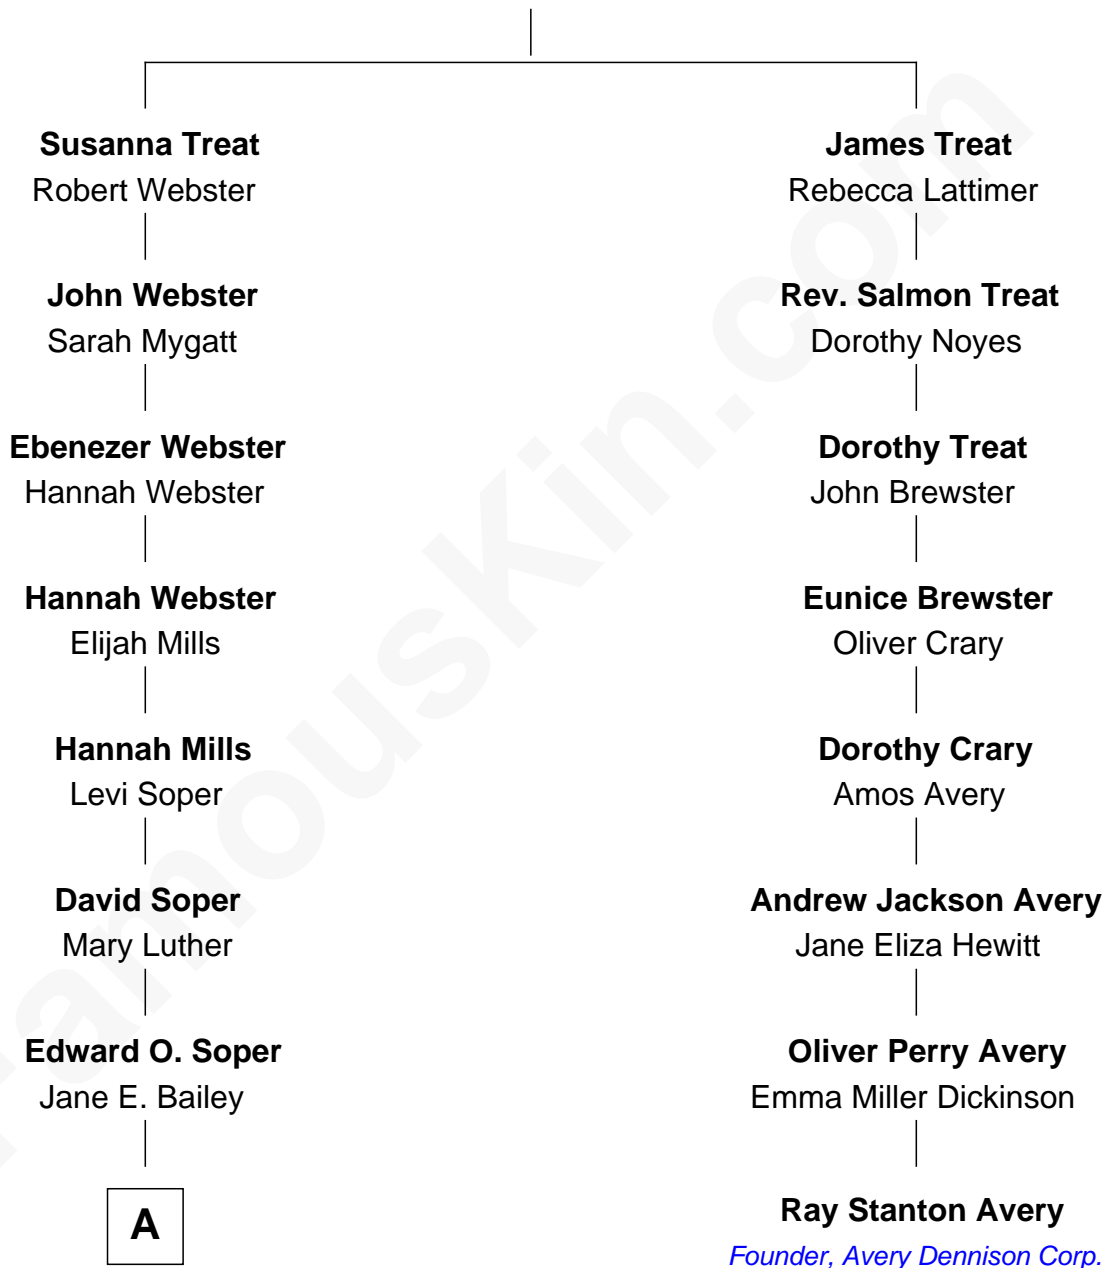 Susanna Treat
Robert Webster
John Webster
Sarah Mygatt
Ebenezer Webster
Hannah Webster
Hannah Webster
Elijah Mills
Hannah Mills
Levi Soper
David Soper
Mary Luther
Edward O. Soper
Jane E. Bailey
A
James Treat
Rebecca Lattimer
Rev. Salmon Treat
Dorothy Noyes
Dorothy Treat
John Brewster
Eunice Brewster
Oliver Crary
Dorothy Crary
Amos Avery
Andrew Jackson Avery
Jane Eliza Hewitt
Oliver Perry Avery
Emma Miller Dickinson
Ray Stanton Avery
Founder, Avery Dennison Corp.
FamousKin.com